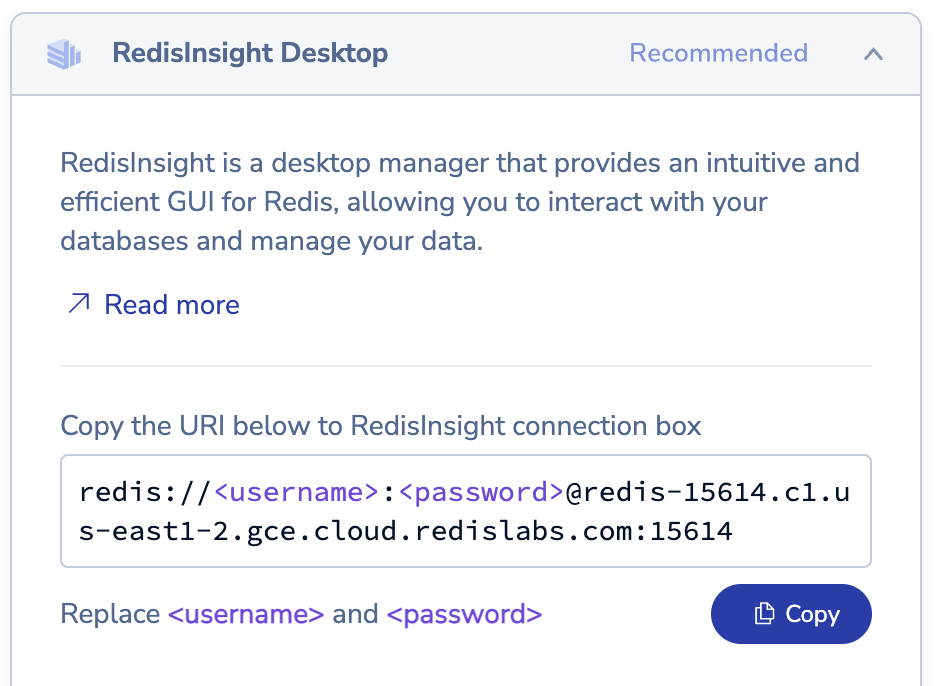 RedisInsight Desktop
Recommended
RedisInsight is a desktop manager that provides an intuitive and
efficient GUI for Redis, allowing you to interact with your
databases and manage your data.
Read more
Copy the URI below to RedisInsight connection box
redis://<username>:<password>@redis-15614.c1.u
s-east1-2.gce.cloud.redislabs.com:15614
Replace <username> and <password>
Copy